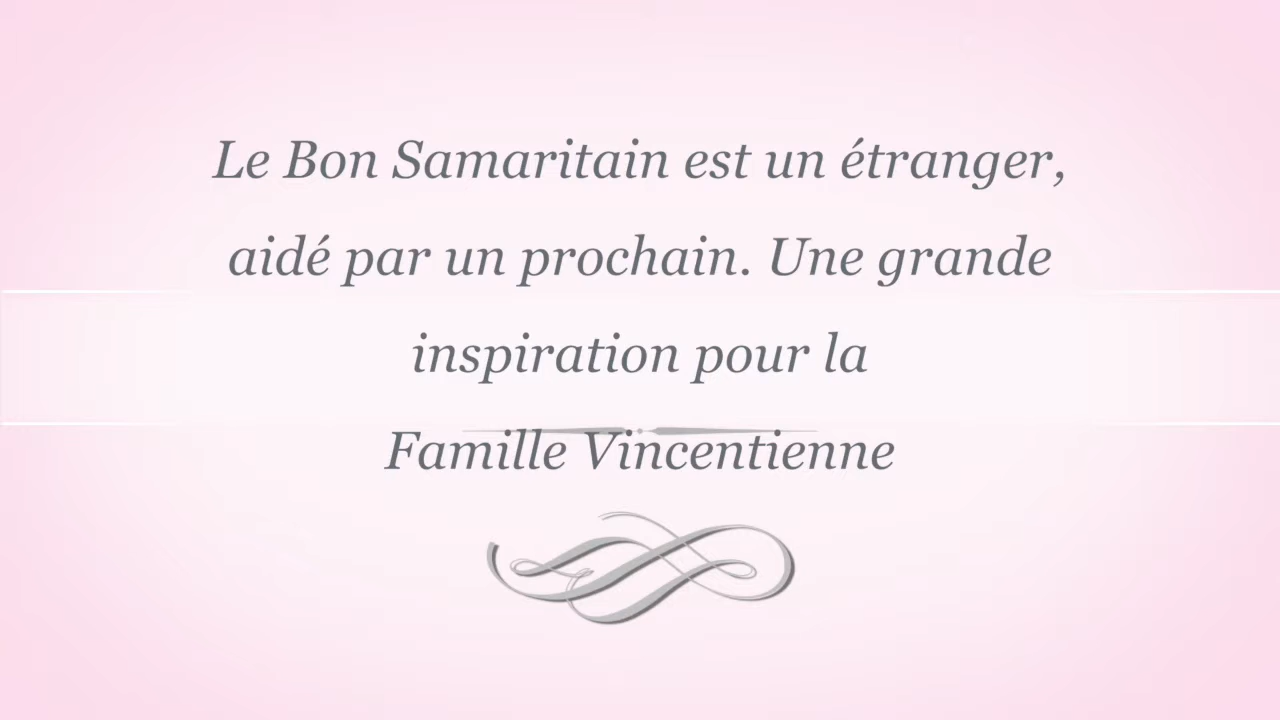 Le Bon Samaritain est un étranger,
aidé par un prochain. Une grande
inspiration pour la
Famille Vincentienne